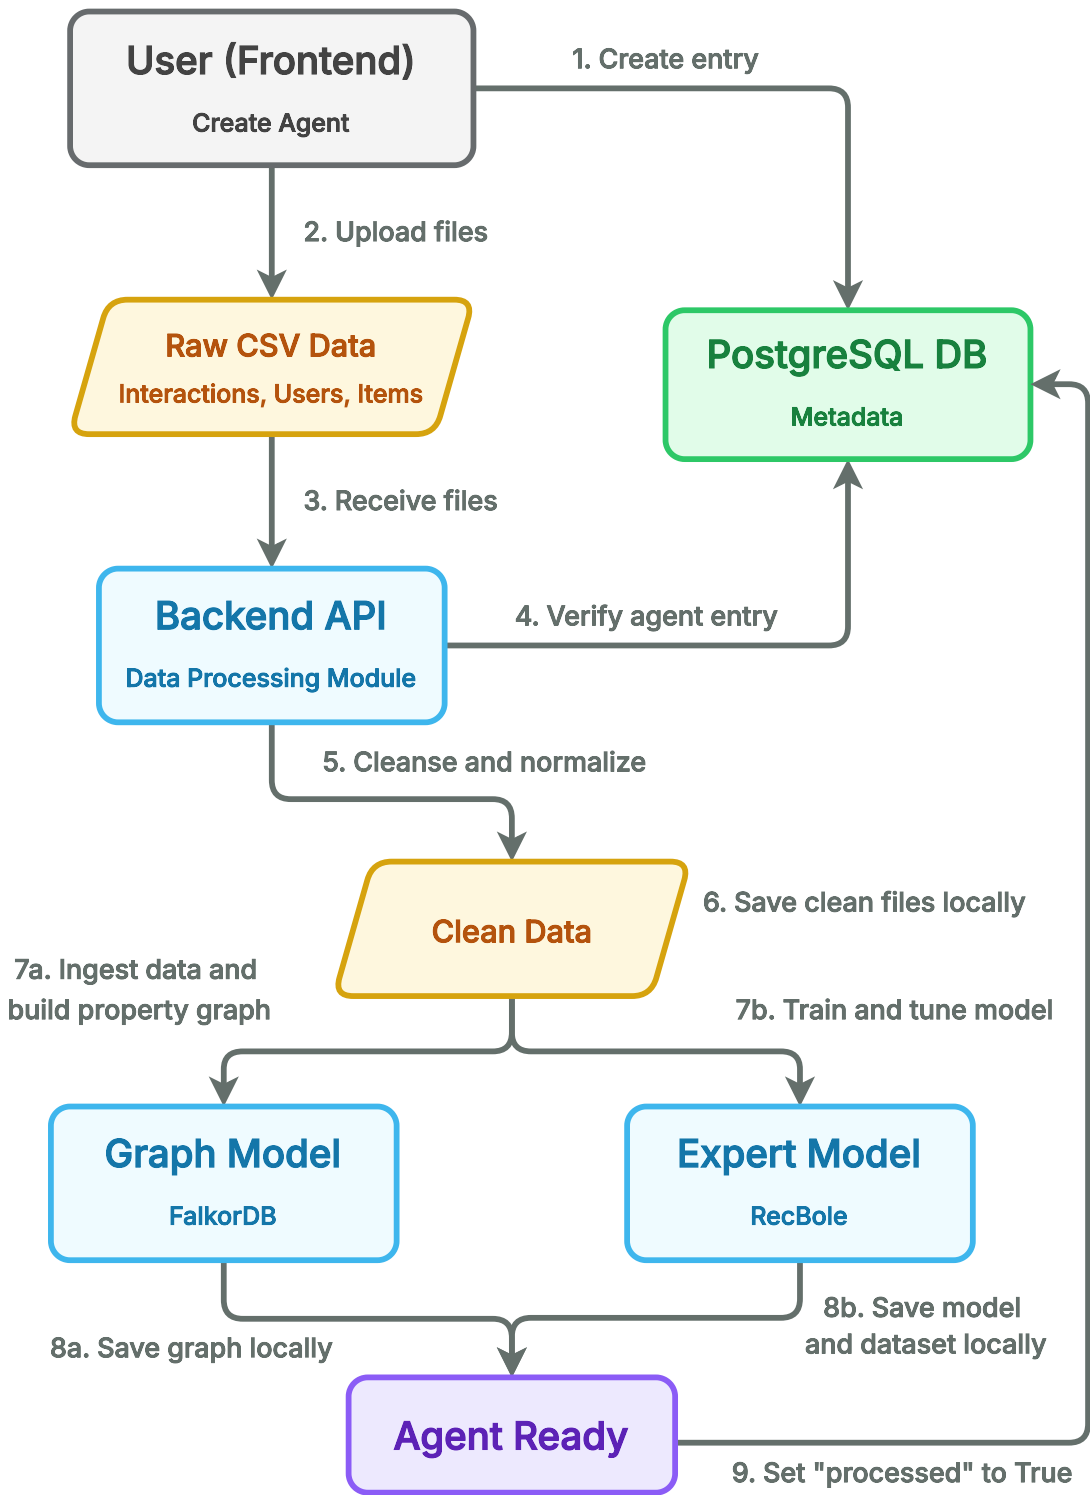 User (Frontend)
Create Agent
1. Create entry
2. Upload files
Raw CSV Data
Interactions, Users, Items
PostgreSQL DB
Metadata
3. Receive files
Backend API
Data Processing Module
4. Verify agent entry
5. Cleanse and normalize
Clean Data
6. Save clean files locally
7a. Ingest data and
build property graph
7b. Train and tune model
Graph Model
FalkorDB
Expert Model
RecBole
8a. Save graph locally
8b. Save model
and dataset locally
Agent Ready
9. Set "processed" to True